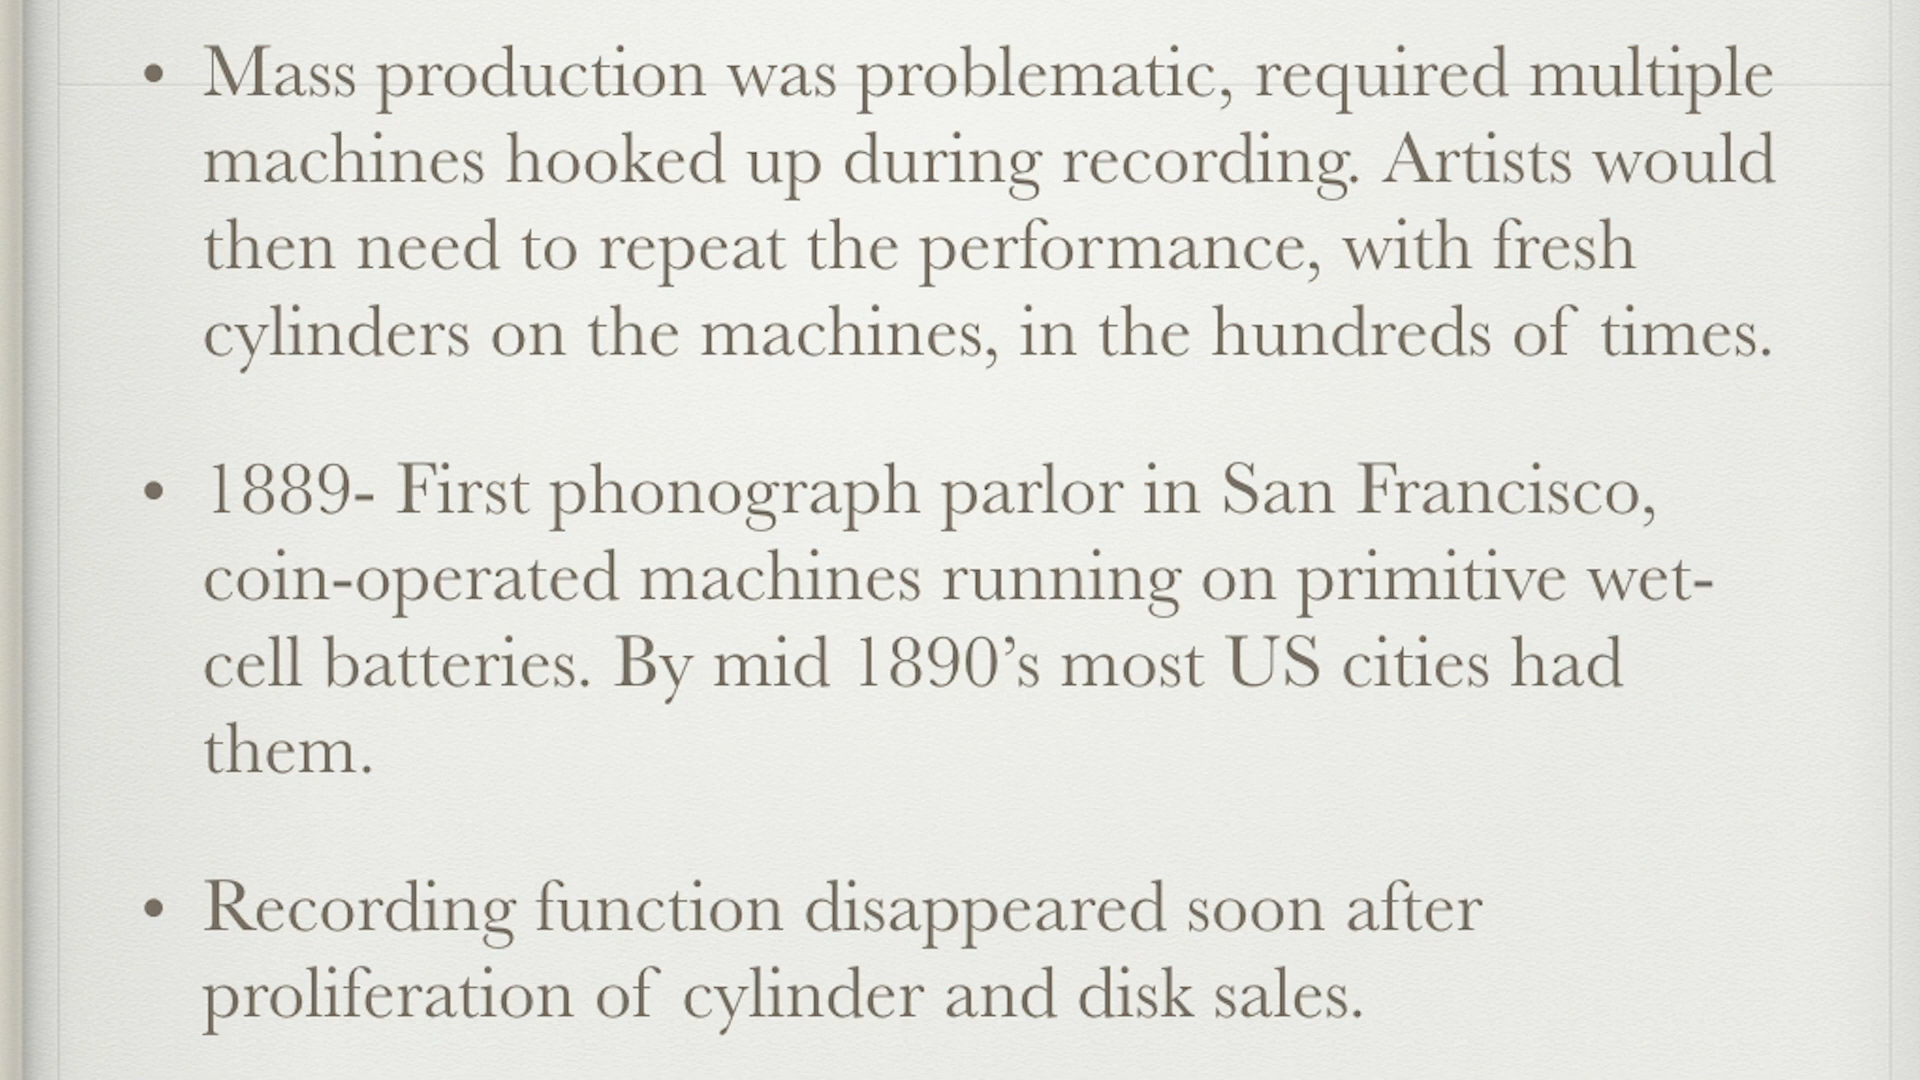 • Mass production was problematic, required multiple
machines hooked up during recording. Artists would
then need to repeat the performance, with fresh
cylinders on the machines, in the hundreds of times.
• 1889- First phonograph parlor in San Francisco,
coin-operated machines running on primitive wet-
cell batteries. By mid 1890’s most US cities had
them.
• Recording function disappeared soon after
proliferation of cylinder and disk sales.